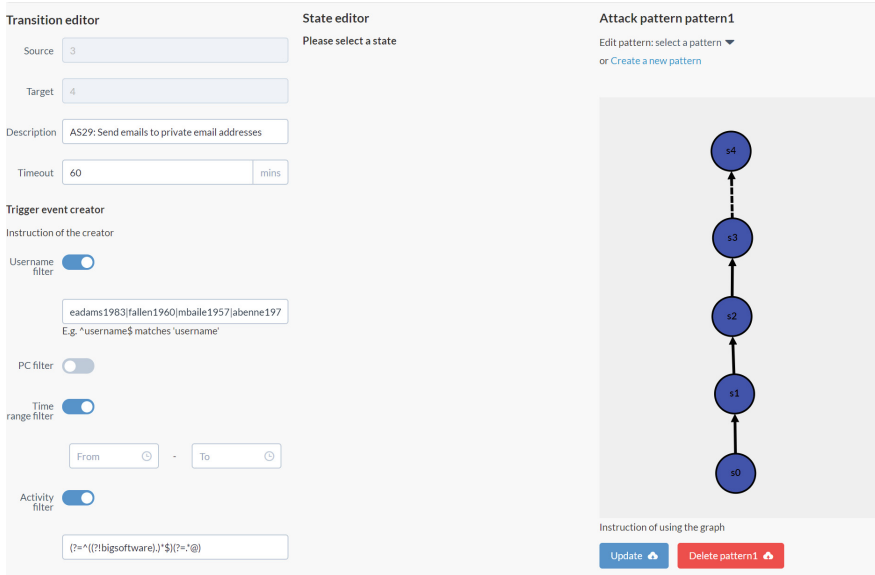 Transition editor
Source 3
Target 4
Description AS29: Send emails to private email addresses
Timeout 60 mins
Trigger event creator
Instruction of the creator
Username
filter
eadams1983|fallen1960|mbaile1957|abenne197
E.g. ^username$ matches 'username'
PC filter
Time
range filter
From - To
Activity
filter
(?=^((?!bigsoftware).)*$)(?=.*@)
State editor
Please select a state
Attack pattern pattern1
Edit pattern: select a pattern
or Create a new pattern
s4
s3
s2
s1
s0
Instruction of using the graph
Update Delete pattern1